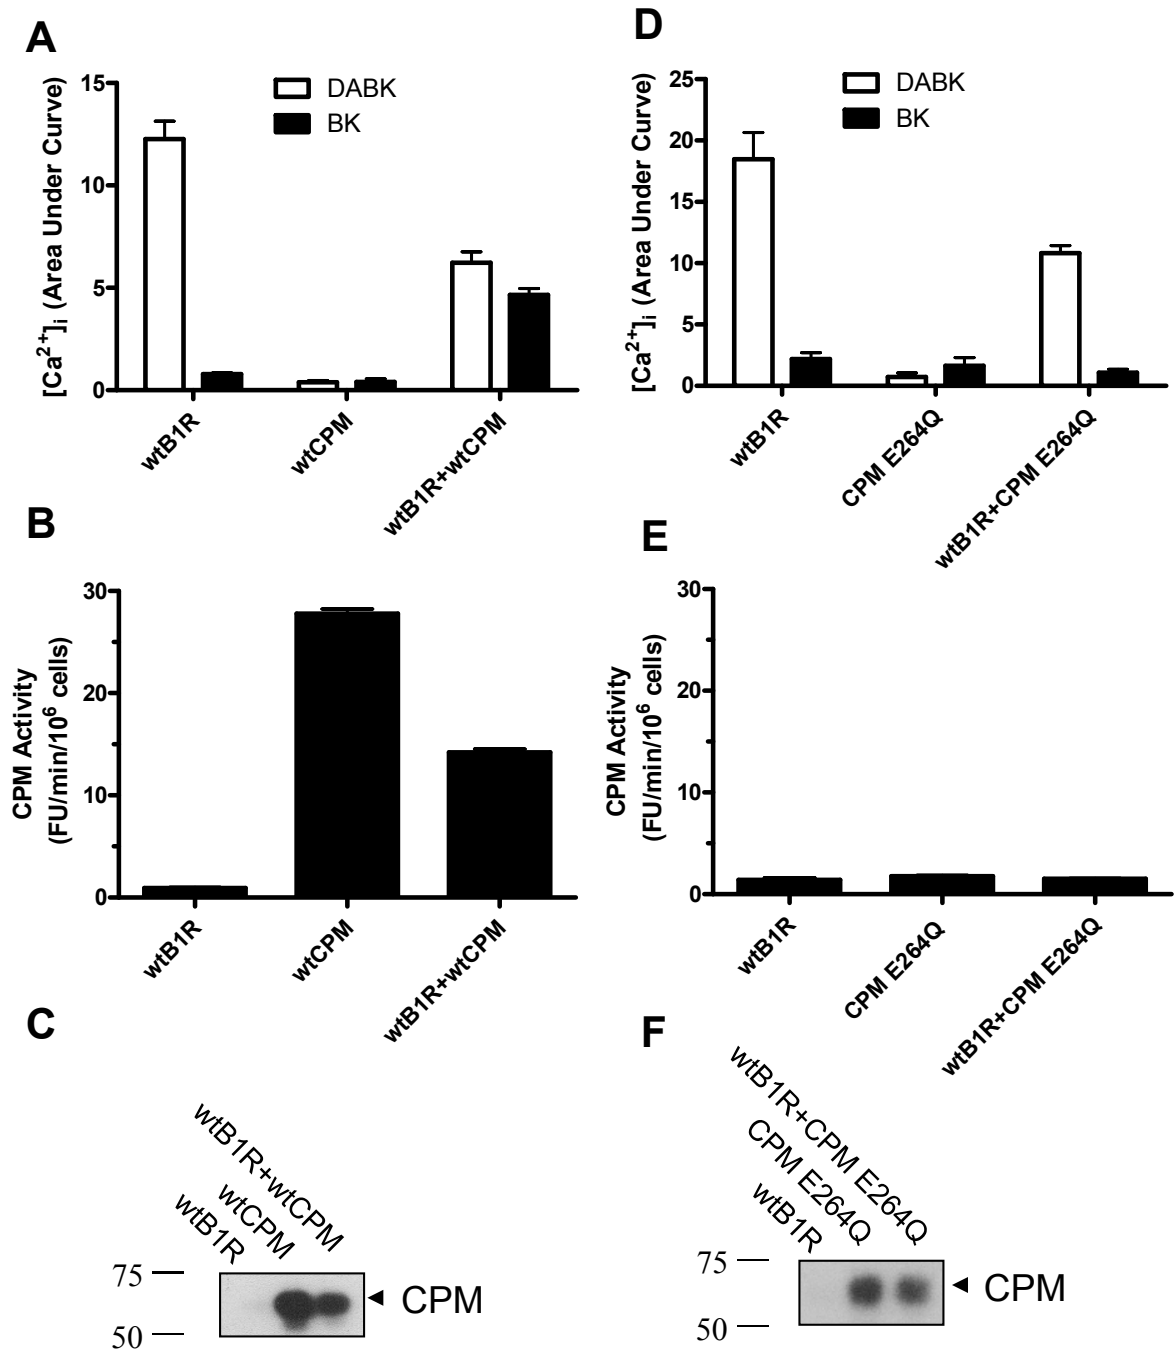 A
[Ca2+]i (Area Under Curve)
15
10
5
0
DABK
BK
wtB1R
wtCPM
wtB1R+wtCPM
D
[Ca2+]i (Area Under Curve)
25
20
15
10
5
0
DABK
BK
wtB1R
CPM E264Q
wtB1R+CPM E264Q
B
CPM Activity
(FU/min/10⁶ cells)
30
20
10
0
wtB1R
wtCPM
wtB1R+wtCPM
E
CPM Activity
(FU/min/10⁶ cells)
30
20
10
0
wtB1R
CPM E264Q
wtB1R+CPM E264Q
C
wtB1R
wtCPM
wtB1R+wtCPM
75
50
CPM
F
wtB1R
CPM E264Q
wtB1R+CPM E264Q
75
50
CPM